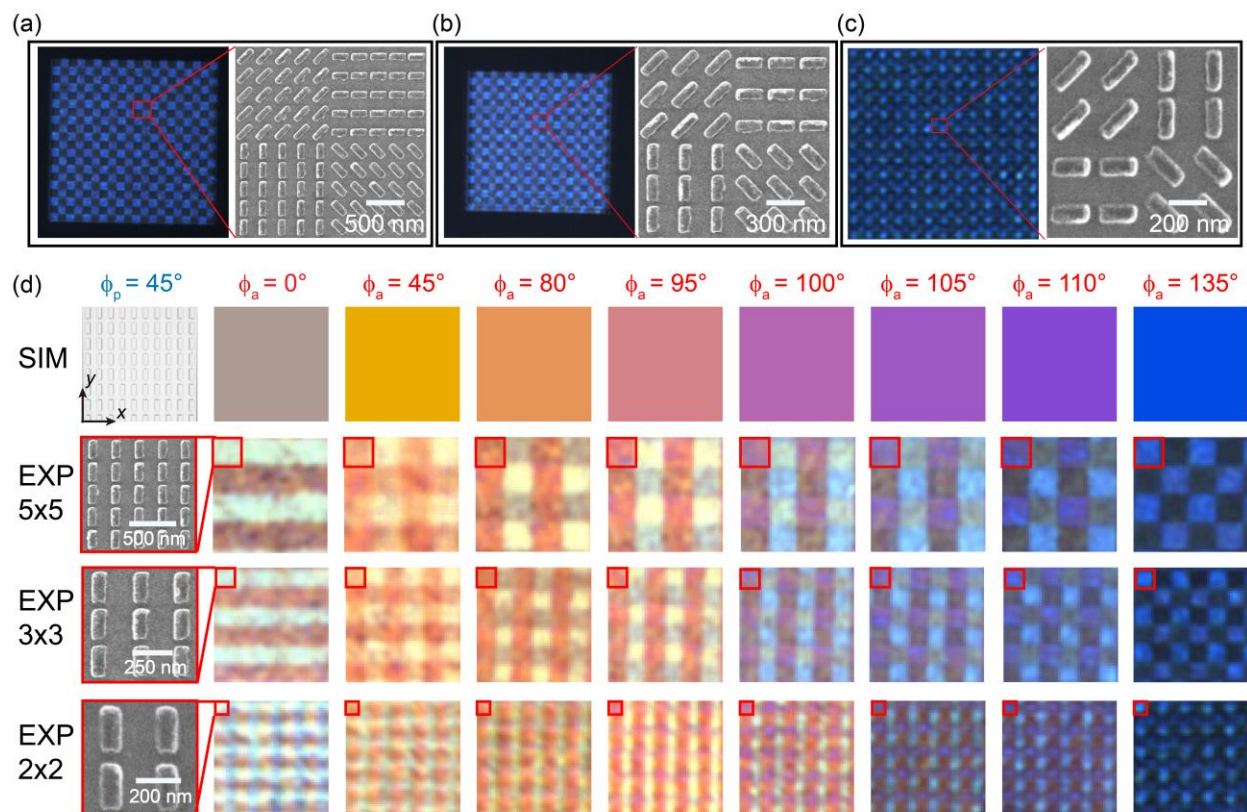 (a)
(b)
(c)
500 nm
300 nm
200 nm
(d)
ϕp = 45°
ϕa = 0°
ϕa = 45°
ϕa = 80°
ϕa = 95°
ϕa = 100°
ϕa = 105°
ϕa = 110°
ϕa = 135°
SIM
y
x
EXP
5x5
500 nm
EXP
3x3
250 nm
EXP
2x2
200 nm